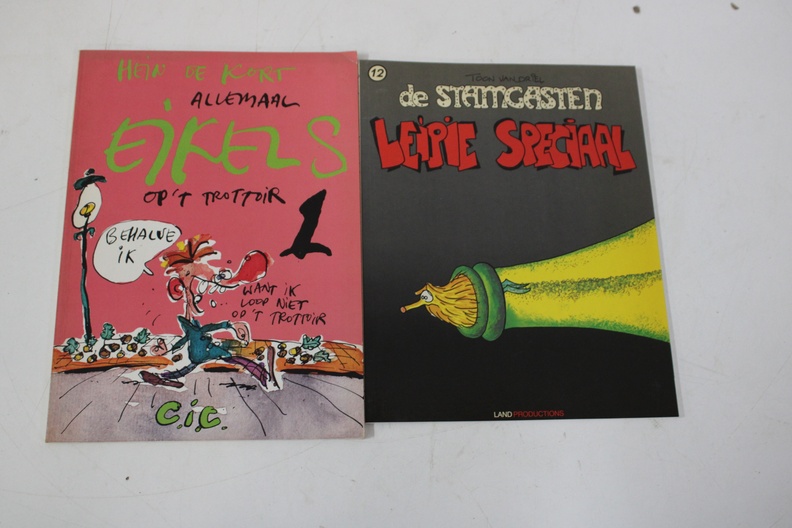 HEIN DE KORT
ALLEMAAL
EIKELS
OP'T TROTTOIR
1
BEHALVE
IK
WANT IK
LOOP NIET
OP'T TROTTOIR
C.i.C.
12
TOON VAN DRIEL
de STAMGASTEN
LEIPIE SPECIAAL
LAND PRODUCTIONS